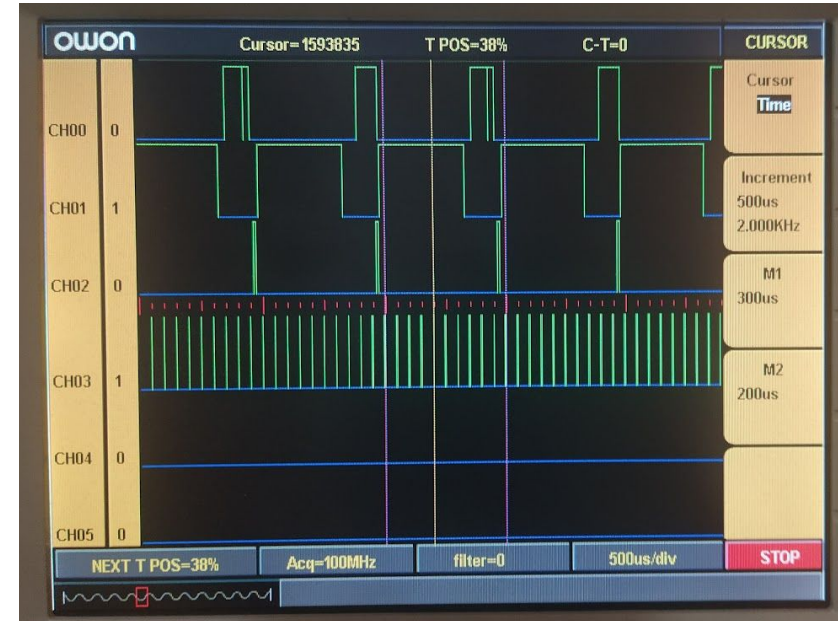 owon Cursor=1593835 T POS=38% C-T=0 CURSOR
Cursor
Time
CH00 0
Increment
500us
2.000KHz
CH01 1
M1
300us
CH02 0
M2
200us
CH03 1
CH04 0
CH05 0
NEXT T POS=38% Acq=100MHz filter=0 500us/div STOP